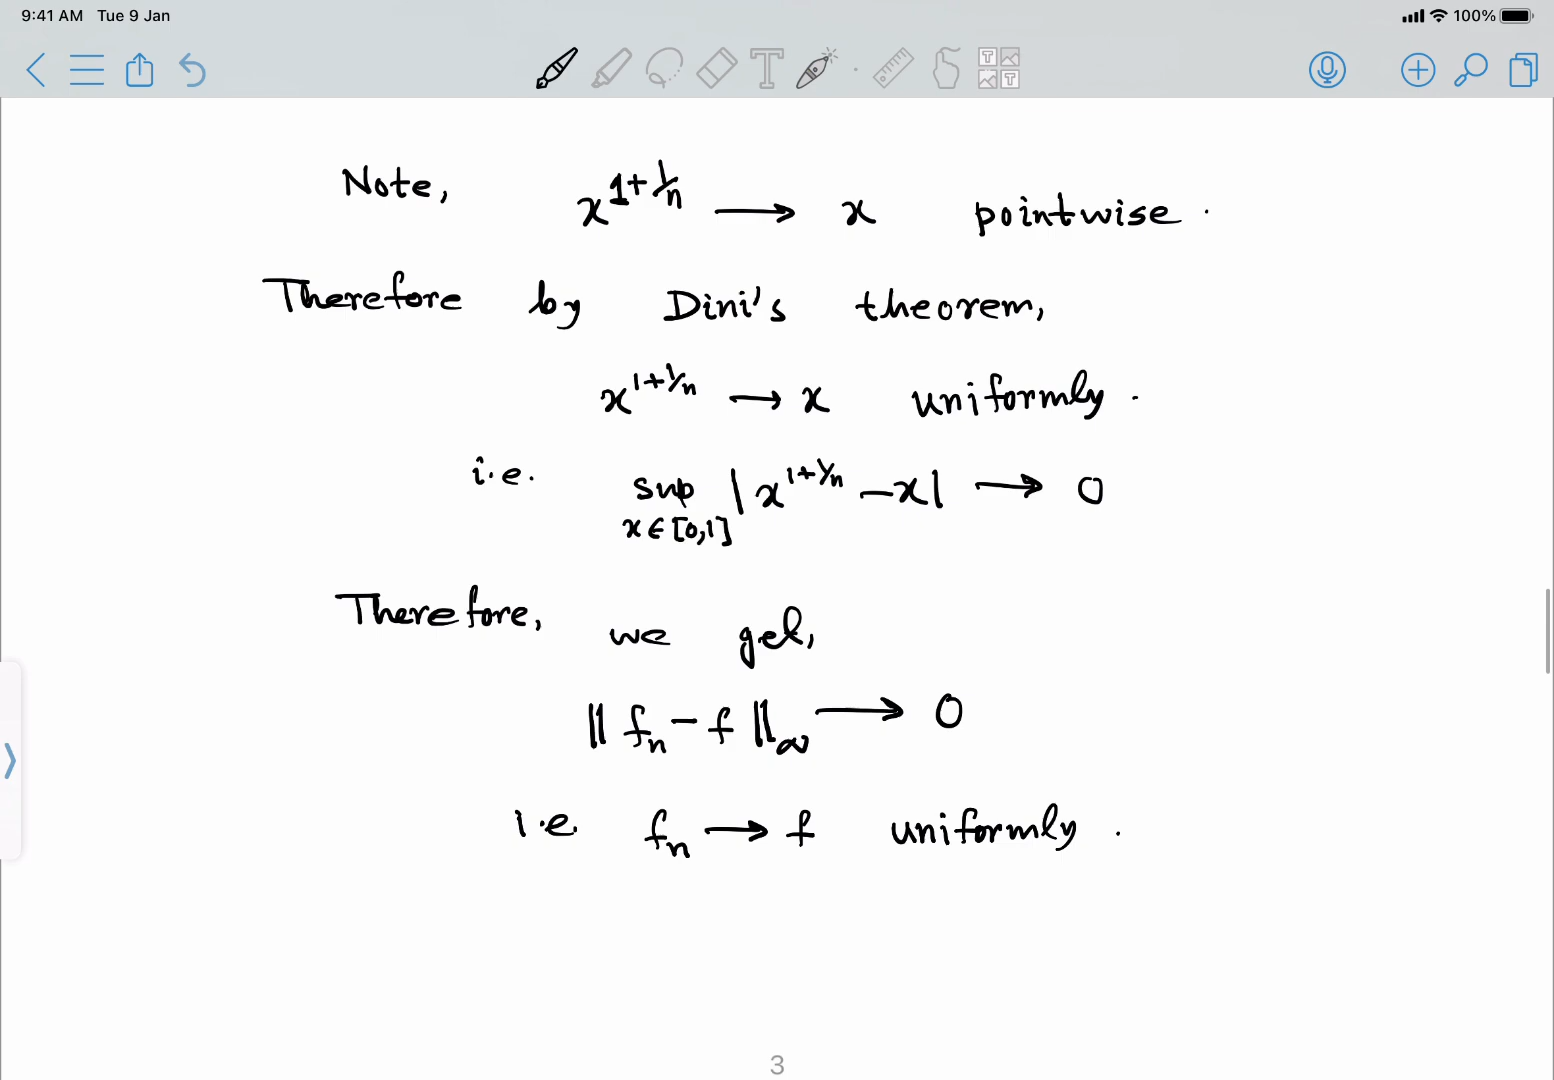 9:41 AM Tue 9 Jan 100%
Note, x^{1+1/n} ⟶ x pointwise.
Therefore by Dini's theorem,
x^{1+1/n} ⟶ x uniformly.
i.e. sup_{x∈[0,1]} |x^{1+1/n} − x| ⟶ 0
Therefore, we get,
‖f_n − f‖_∞ ⟶ 0
i.e. f_n ⟶ f uniformly.
3